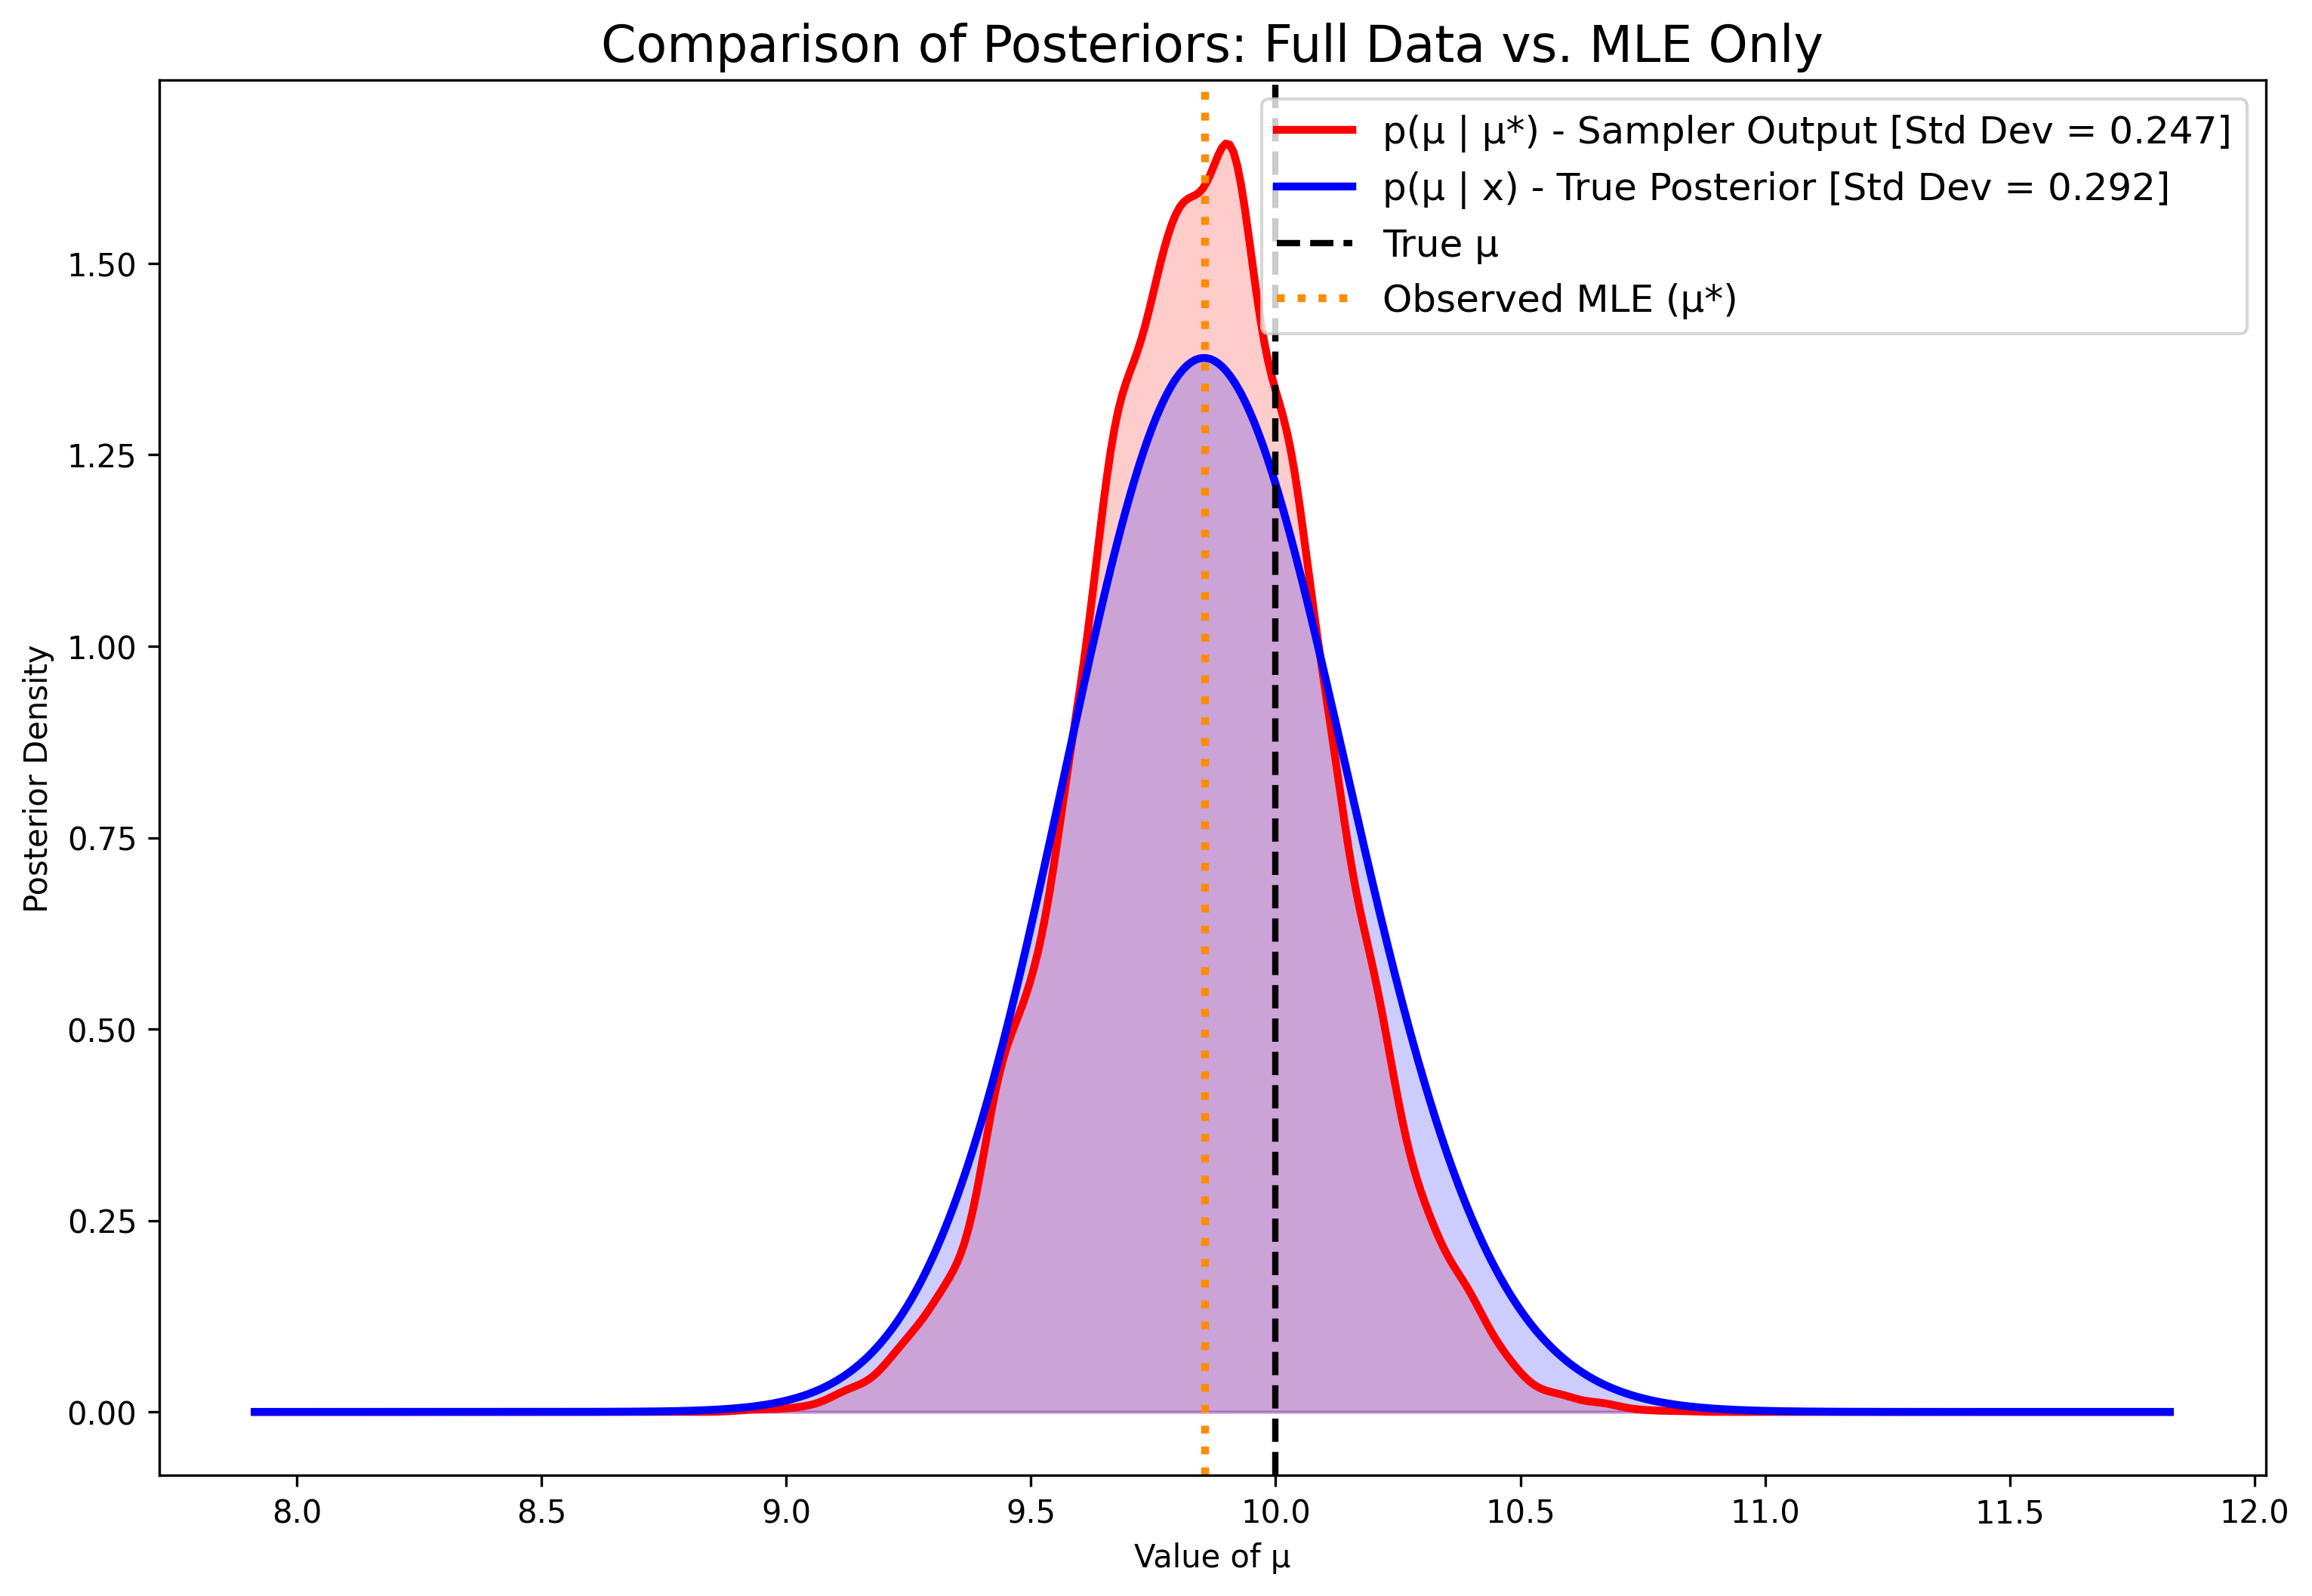 Comparison of Posteriors: Full Data vs. MLE Only
p(μ | μ*) - Sampler Output [Std Dev = 0.247]
p(μ | x) - True Posterior [Std Dev = 0.292]
True μ
Observed MLE (μ*)
Posterior Density
1.50
1.25
1.00
0.75
0.50
0.25
0.00
8.0 8.5 9.0 9.5 10.0 10.5 11.0 11.5 12.0
Value of μ